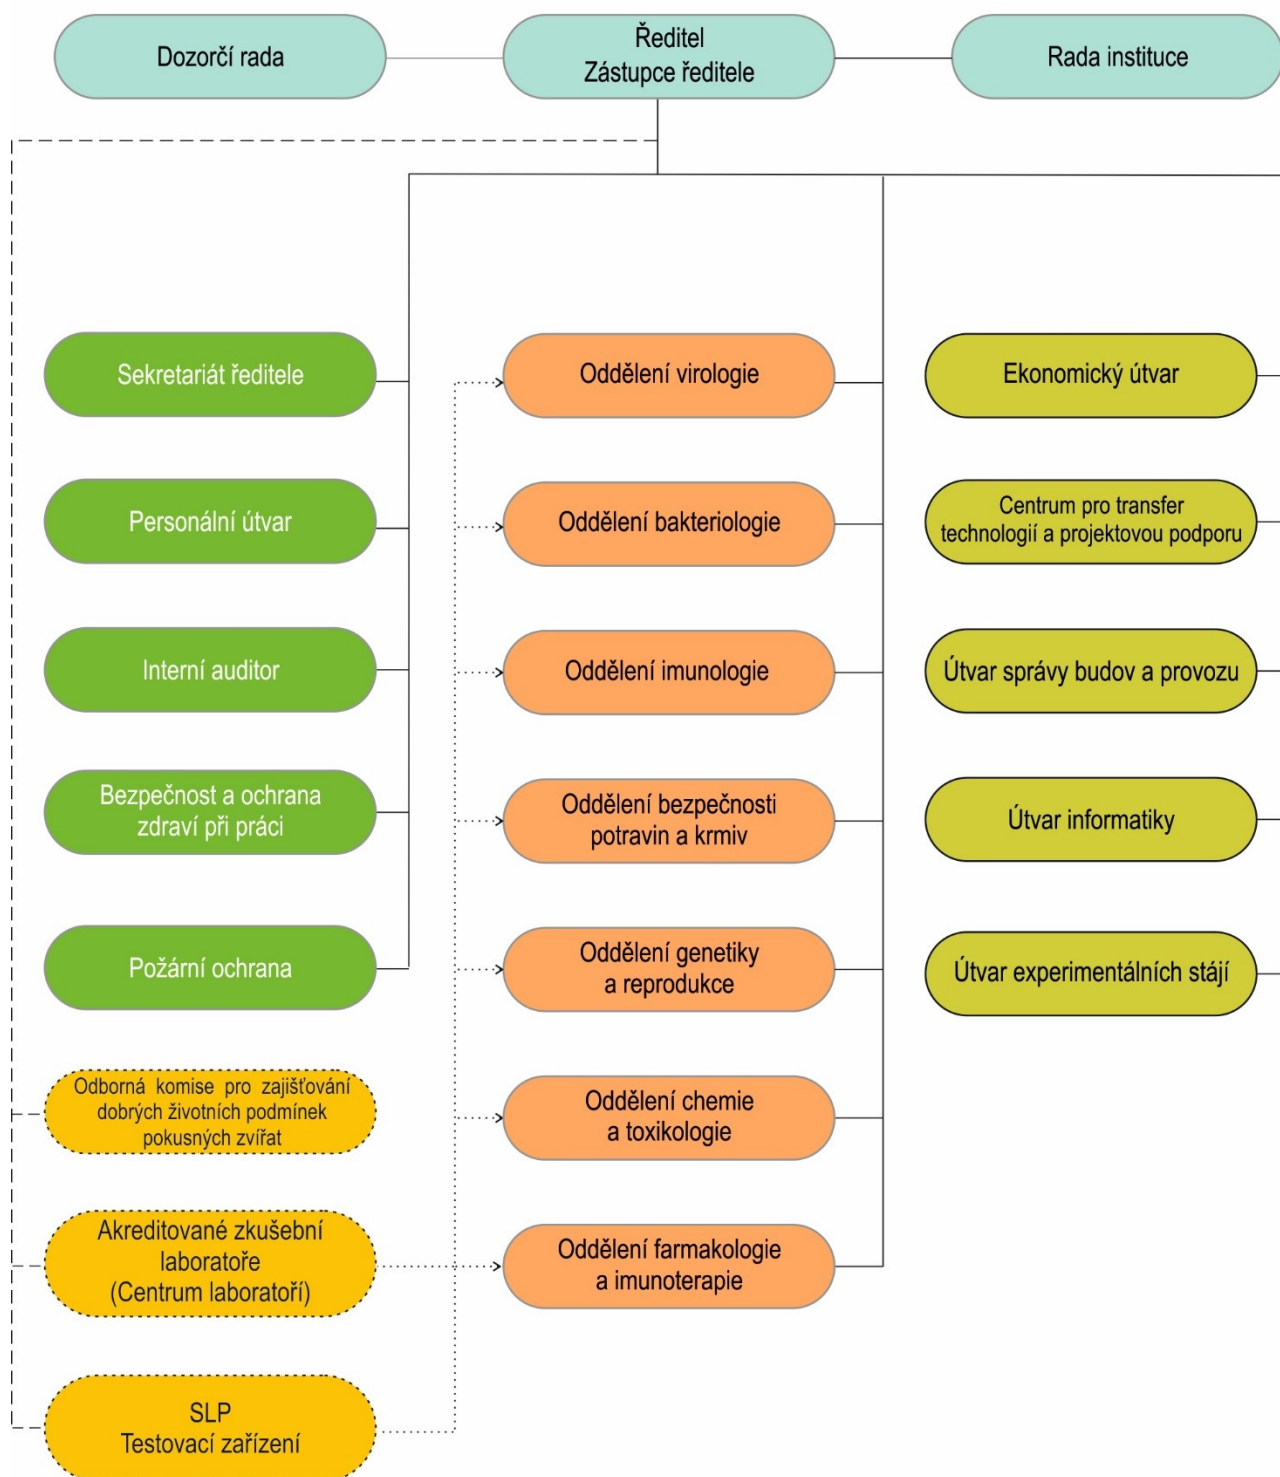 Dozorčí rada
Ředitel
Zástupce ředitele
Rada instituce
Sekretariát ředitele
Personální útvar
Interní auditor
Bezpečnost a ochrana
zdraví při práci
Požární ochrana
Odborná komise pro zajišťování
dobrých životních podmínek
pokusných zvířat
Akreditované zkušební
laboratoře
(Centrum laboratoří)
SLP
Testovací zařízení
Oddělení virologie
Oddělení bakteriologie
Oddělení imunologie
Oddělení bezpečnosti
potravin a krmiv
Oddělení genetiky
a reprodukce
Oddělení chemie
a toxikologie
Oddělení farmakologie
a imunoterapie
Ekonomický útvar
Centrum pro transfer
technologií a projektovou podporu
Útvar správy budov a provozu
Útvar informatiky
Útvar experimentálních stájí